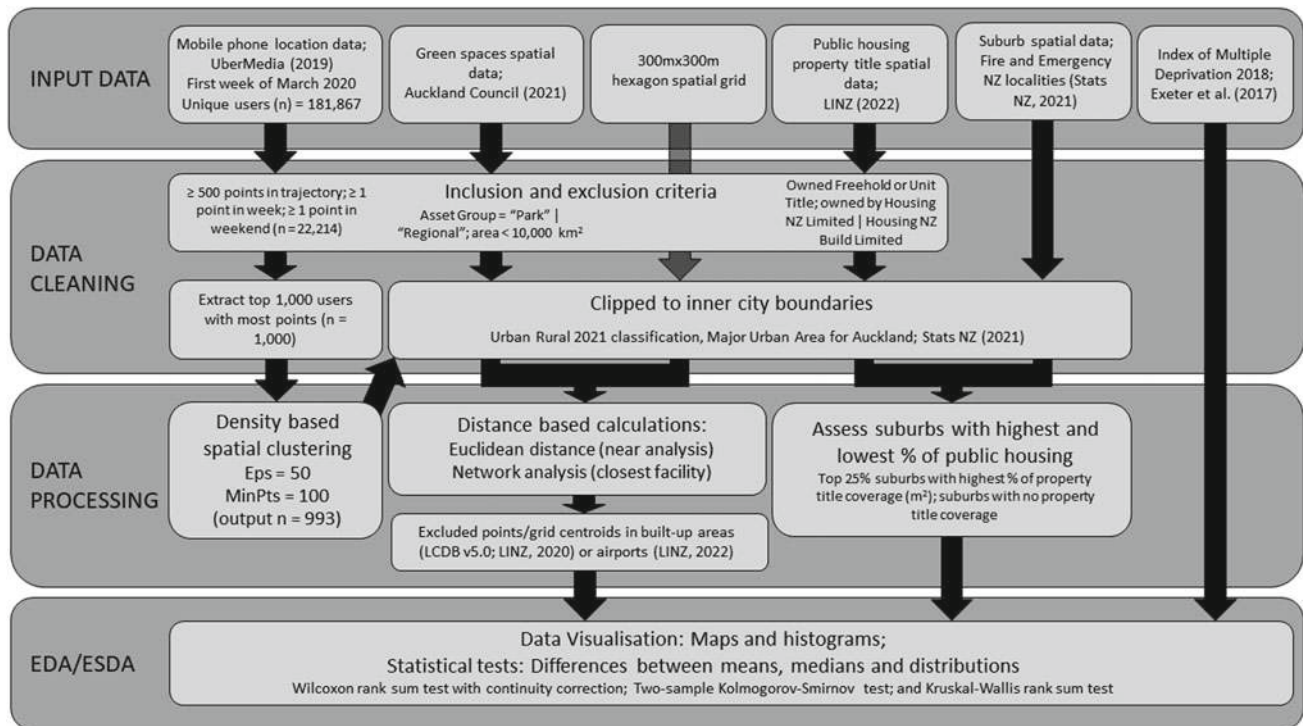 INPUT DATA
Mobile phone location data;
UberMedia (2019)
First week of March 2020
Unique users (n) = 181,867
Green spaces spatial
data;
Auckland Council (2021)
300mx300m
hexagon spatial grid
Public housing
property title spatial
data;
LINZ (2022)
Suburb spatial data;
Fire and Emergency
NZ localities (Stats
NZ, 2021)
Index of Multiple
Deprivation 2018;
Exeter et al. (2017)
DATA
CLEANING
≥ 500 points in trajectory; ≥ 1
point in week; ≥ 1 point in
weekend (n = 22,214)
Inclusion and exclusion criteria
Asset Group = “Park” |
“Regional”; area < 10,000 km²
Owned Freehold or Unit
Title; owned by Housing
NZ Limited | Housing NZ
Build Limited
Extract top 1,000 users
with most points (n =
1,000)
Clipped to inner city boundaries
Urban Rural 2021 classification, Major Urban Area for Auckland; Stats NZ (2021)
DATA
PROCESSING
Density based
spatial clustering
Eps = 50
MinPts = 100
(output n = 993)
Distance based calculations:
Euclidean distance (near analysis)
Network analysis (closest facility)
Excluded points/grid centroids in built-up areas
(LCDB v5.0; LINZ, 2020) or airports (LINZ, 2022)
Assess suburbs with highest and
lowest % of public housing
Top 25% suburbs with highest % of property
title coverage (m²); suburbs with no property
title coverage
EDA/ESDA
Data Visualisation: Maps and histograms;
Statistical tests: Differences between means, medians and distributions
Wilcoxon rank sum test with continuity correction; Two-sample Kolmogorov-Smirnov test; and Kruskal-Wallis rank sum test